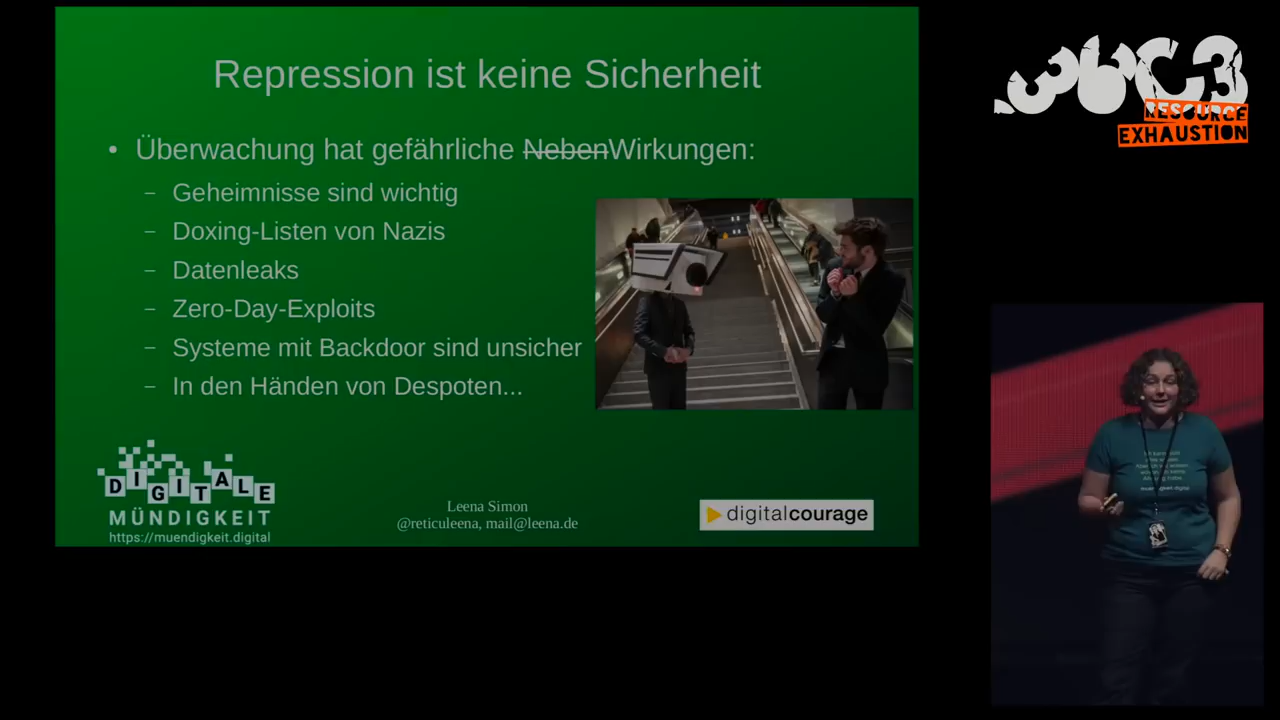 Repression ist keine Sicherheit
• Überwachung hat gefährliche NebenWirkungen:
– Geheimnisse sind wichtig
– Doxing-Listen von Nazis
– Datenleaks
– Zero-Day-Exploits
– Systeme mit Backdoor sind unsicher
– In den Händen von Despoten...
DIGITALE
MÜNDIGKEIT
https://muendigkeit.digital
Leena Simon
@reticuleena, mail@leena.de
digitalcourage
36C3
RESOURCE
EXHAUSTION